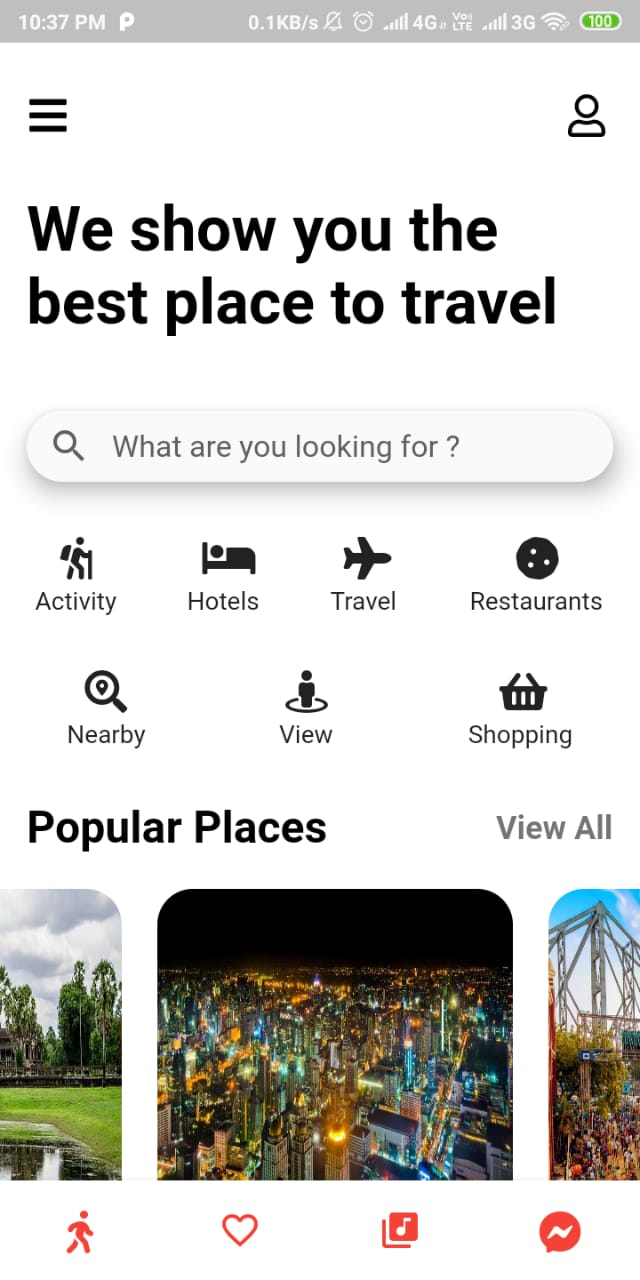 10:37 PM 0.1KB/s 4G Vo) LTE 3G 100
We show you the
best place to travel
What are you looking for ?
Activity Hotels Travel Restaurants
Nearby View Shopping
Popular Places View All